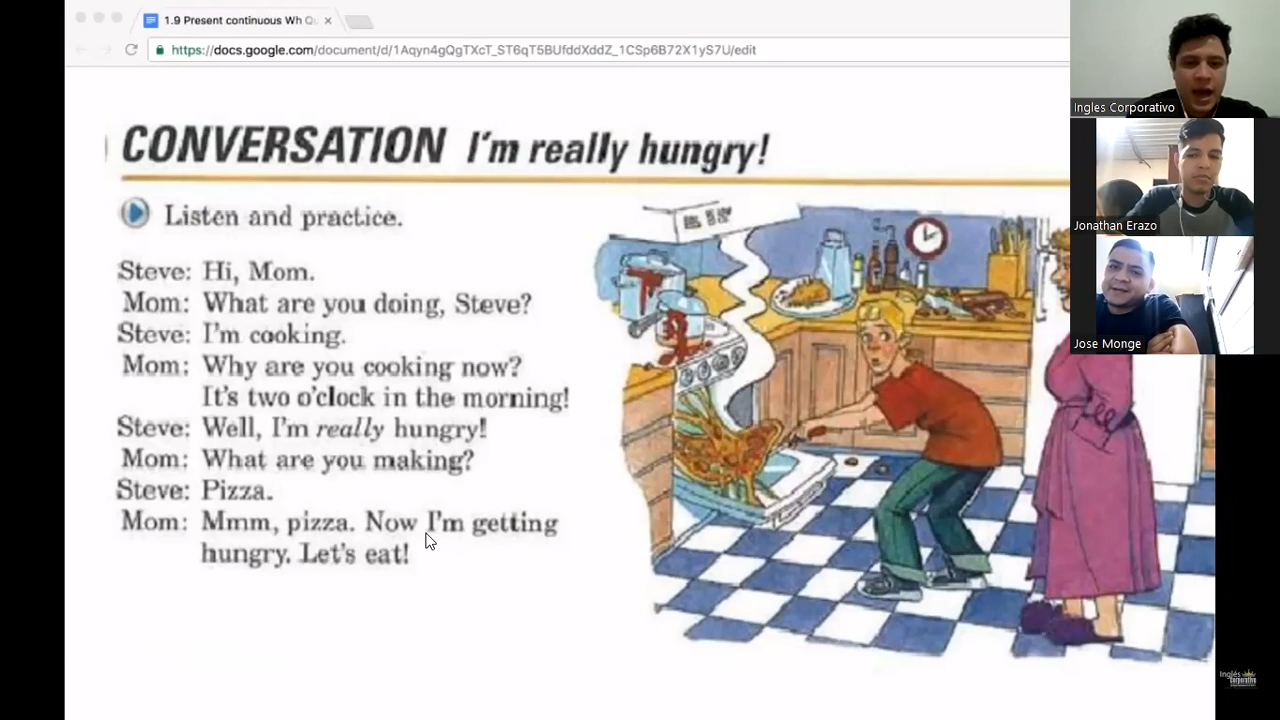 1.9 Present continuous Wh Qu
https://docs.google.com/document/d/1Aqyn4gQgTXcT_ST6qT5BUfddXddZ_1CSp6B72X1yS7U/edit
CONVERSATION I'm really hungry!
Listen and practice.
Steve: Hi, Mom.
Mom: What are you doing, Steve?
Steve: I'm cooking.
Mom: Why are you cooking now?
It's two o'clock in the morning!
Steve: Well, I'm really hungry!
Mom: What are you making?
Steve: Pizza.
Mom: Mmm, pizza. Now I'm getting
hungry. Let's eat!
Ingles Corporativo
Jonathan Erazo
Jose Monge
Inglés
Corporativo